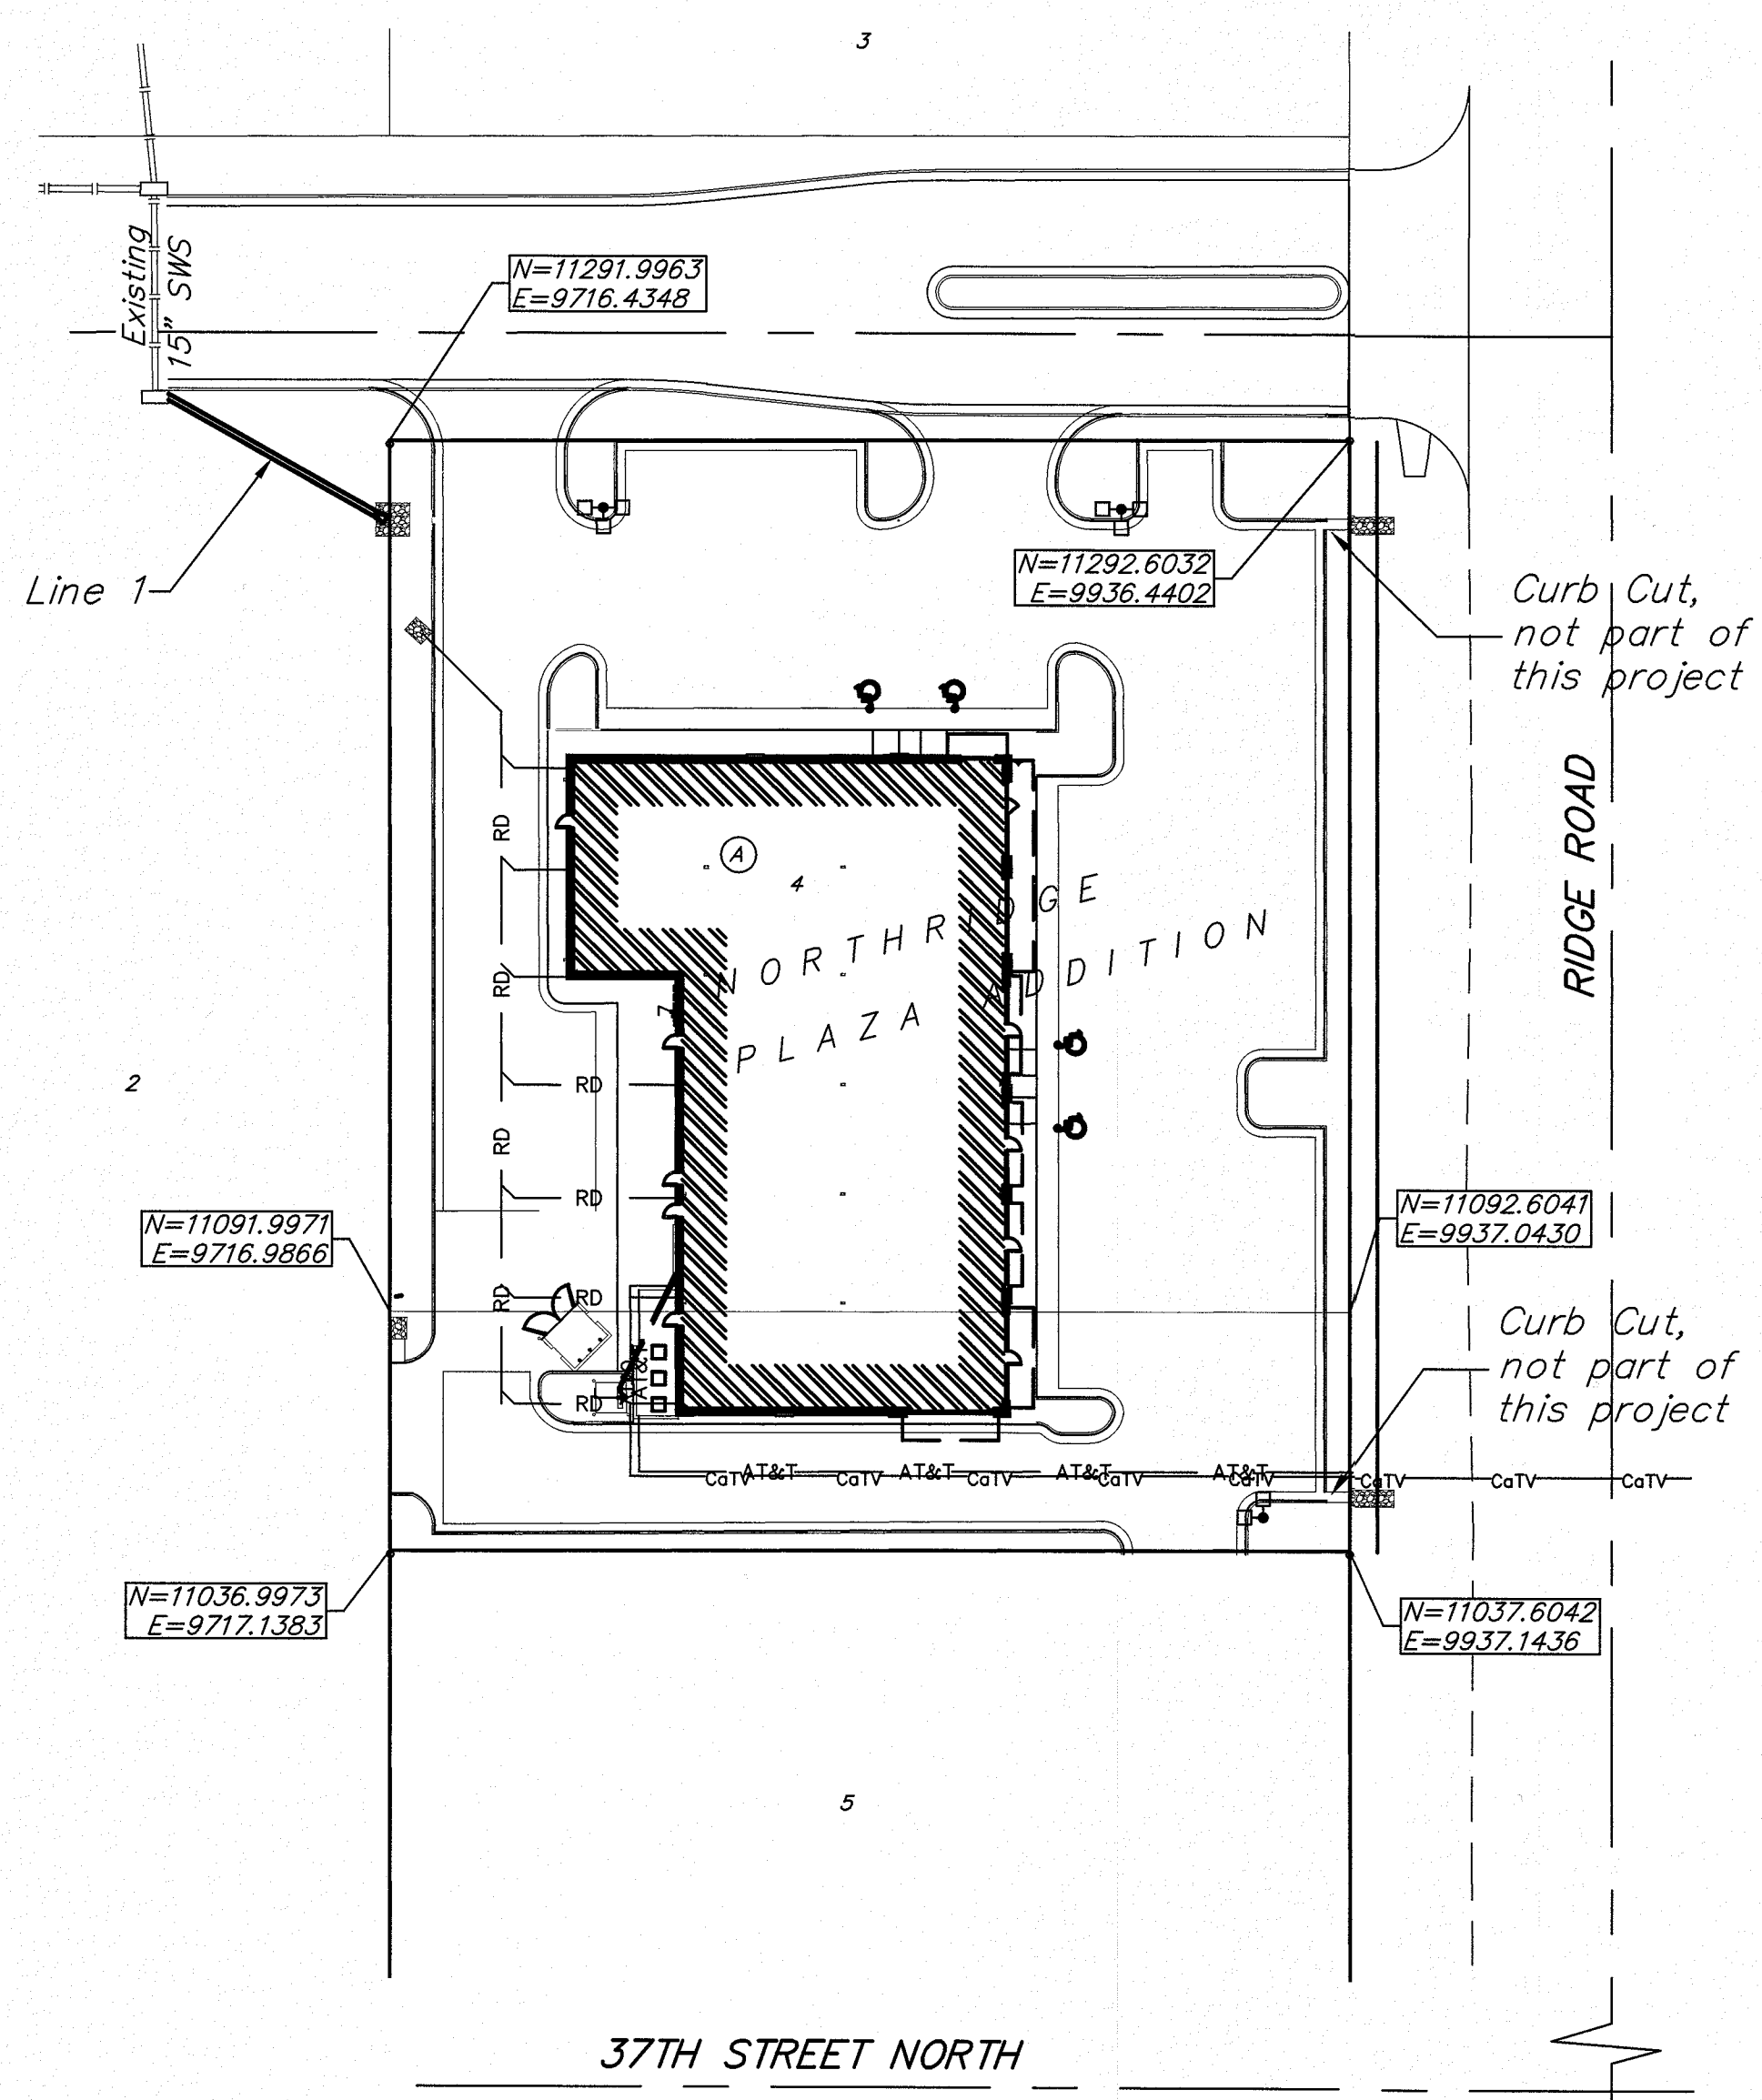 3
Existing
15" SWS
N=11291.9963
E=9716.4348
Line 1
N=11292.6032
E=9936.4402
Curb Cut,
not part of
this project
RIDGE ROAD
RD
A
4
NORTHRIDGE
PLAZA ADDITION
RD
2
RD
RD
RD
N=11091.9971
E=9716.9866
N=11092.6041
E=9937.0430
RD
RD
Curb Cut,
not part of
this project
RD
AT&T
CaTV
AT&T
CaTV
AT&T
CaTV
AT&T
CaTV
AT&T
CaTV
CaTV
CaTV
CaTV
N=11036.9973
E=9717.1383
N=11037.6042
E=9937.1436
5
37TH STREET NORTH